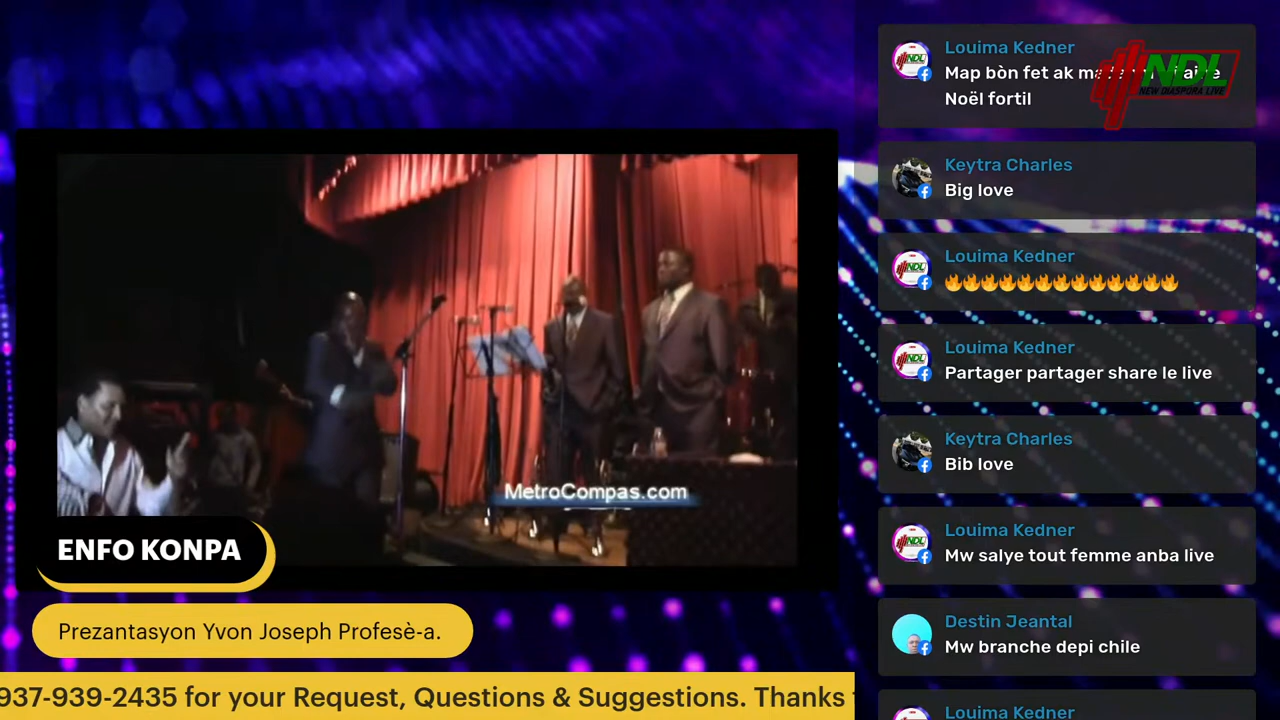 MetroCompas.com
ENFO KONPA
Prezantasyon Yvon Joseph Profesè-a.
937-939-2435 for your Request, Questions & Suggestions. Thanks
NDL
NEW DIASPORA LIVE
Louima Kedner
Map bòn fet ak
Noël fortil
Keytra Charles
Big love
Louima Kedner
🔥🔥🔥🔥🔥🔥🔥🔥🔥🔥🔥🔥🔥
Louima Kedner
Partager partager share le live
Keytra Charles
Bib love
Louima Kedner
Mw salye tout femme anba live
Destin Jeantal
Mw branche depi chile
Louima Kedner